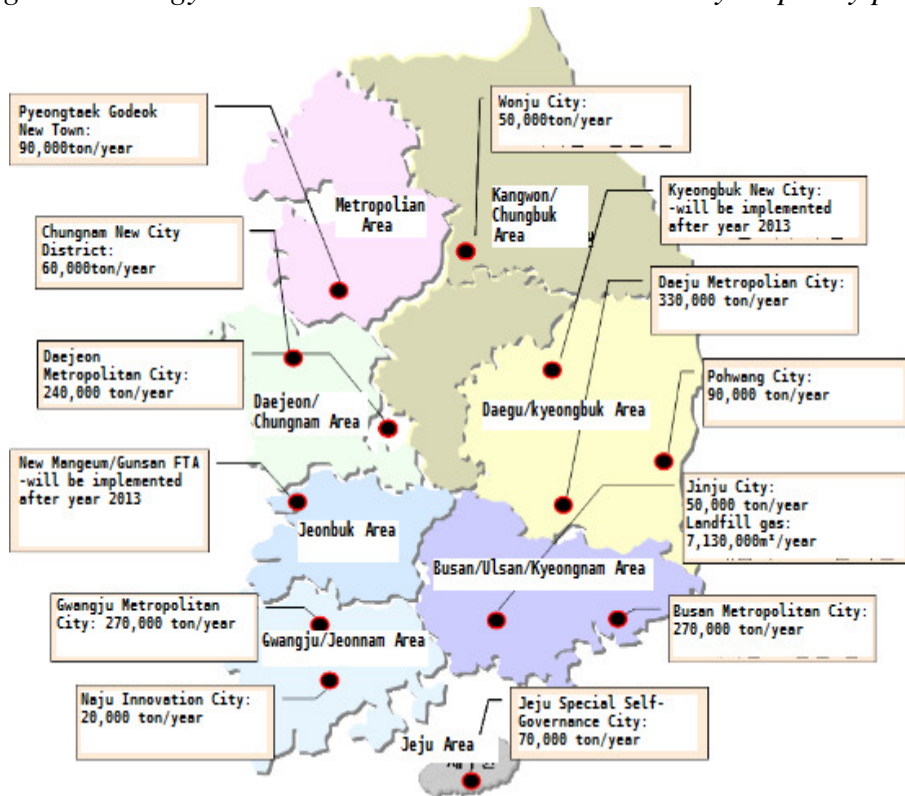 Pyeongtaek Godeok
New Town:
90,000ton/year
Wonju City:
50,000ton/year
Metropolian
Area
Kangwon/
Chungbuk
Area
Kyeongbuk New City:
-will be implemented
after year 2013
Chungnam New City
District:
60,000ton/year
Daeju Metropolian City:
330,000 ton/year
Daejeon
Metropolitan City:
240,000 ton/year
Daejeon/
Chungnam Area
Daegu/kyeongbuk Area
Pohwang City:
90,000 ton/year
New Mangeum/Gunsan FTA
-will be implemented
after year 2013
Jeonbuk Area
Jinju City:
50,000 ton/year
Landfill gas:
7,130,000m³/year
Busan/Ulsan/Kyeongnam Area
Gwangju Metropolitan
City: 270,000 ton/year
Gwangju/Jeonnam Area
Busan Metropolitan City:
270,000 ton/year
Naju Innovation City:
20,000 ton/year
Jeju Special Self-
Governance City:
70,000 ton/year
Jeju Area